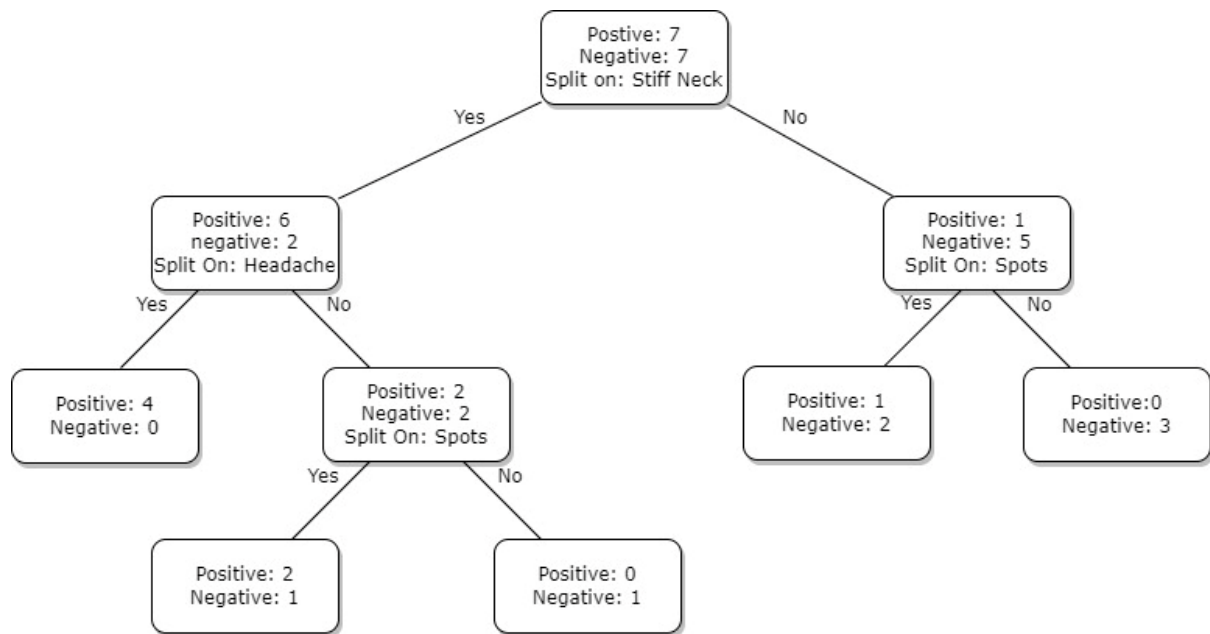 Postive: 7
Negative: 7
Split on: Stiff Neck
Yes
No
Positive: 6
negative: 2
Split On: Headache
Positive: 1
Negative: 5
Split On: Spots
Yes
No
Yes
No
Positive: 4
Negative: 0
Positive: 2
Negative: 2
Split On: Spots
Positive: 1
Negative: 2
Positive:0
Negative: 3
Yes
No
Positive: 2
Negative: 1
Positive: 0
Negative: 1